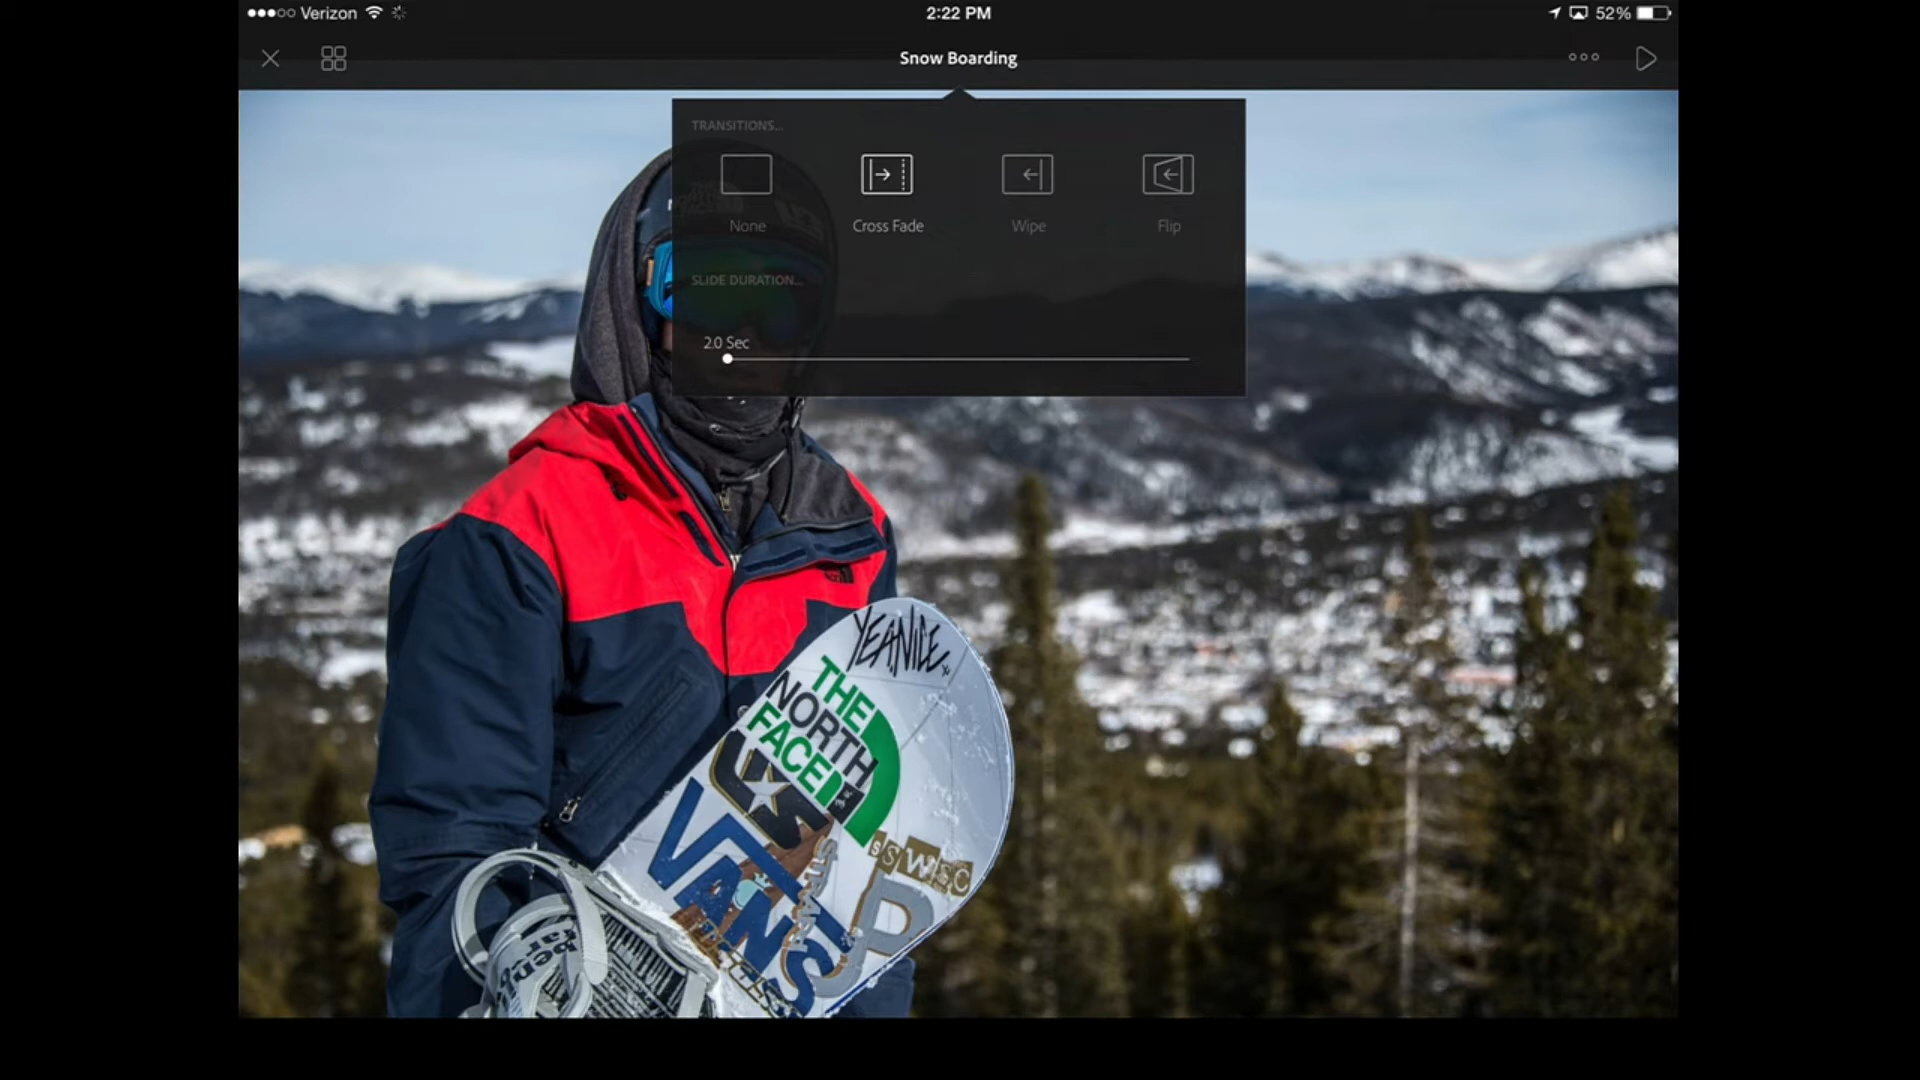 Verizon 2:22 PM 52%
Snow Boarding
TRANSITIONS...
None Cross Fade Wipe Flip
SLIDE DURATION...
2.0 Sec
YEANICE
THE
NORTH
FACE
VANS